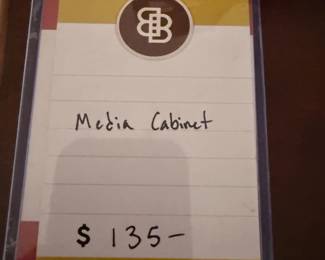 Media Cabinet
$ 135-